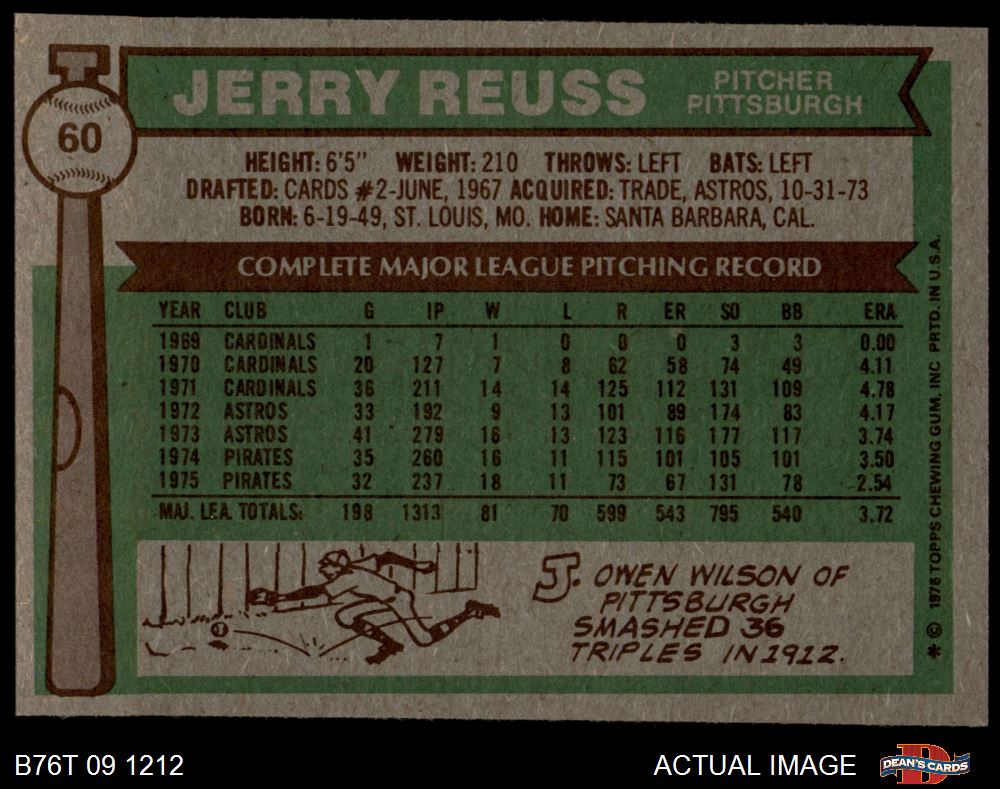 60
JERRY REUSS
PITCHER
PITTSBURGH
HEIGHT: 6'5" WEIGHT: 210 THROWS: LEFT BATS: LEFT
DRAFTED: CARDS #2-JUNE, 1967 ACQUIRED: TRADE, ASTROS, 10-31-73
BORN: 6-19-49, ST. LOUIS, MO. HOME: SANTA BARBARA, CAL.
COMPLETE MAJOR LEAGUE PITCHING RECORD
YEAR CLUB G IP W L R ER SO BB ERA
1969 CARDINALS 1 7 1 0 0 0 3 3 0.00
1970 CARDINALS 20 127 7 8 62 58 74 49 4.11
1971 CARDINALS 36 211 14 14 125 112 131 109 4.78
1972 ASTROS 33 192 9 13 101 89 174 83 4.17
1973 ASTROS 41 279 16 13 123 116 177 117 3.74
1974 PIRATES 35 260 16 11 115 101 105 101 3.50
1975 PIRATES 32 237 18 11 73 67 131 78 2.54
MAJ. LEA. TOTALS: 198 1313 81 70 599 543 795 540 3.72
J. OWEN WILSON OF
PITTSBURGH
SMASHED 36
TRIPLES IN 1912.
* © 1976 TOPPS CHEWING GUM, INC PRTD. IN U.S.A.
B76T 09 1212
ACTUAL IMAGE
D
DEAN'S CARDS